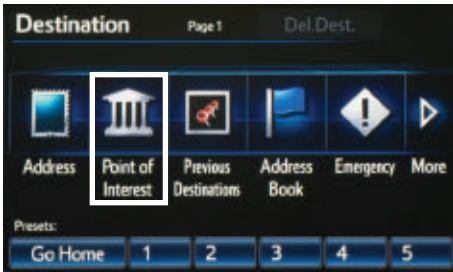 Destination Page 1 Del.Dest.
Address Point of Interest Previous Destinations Address Book Emergency More
Presets:
Go Home 1 2 3 4 5